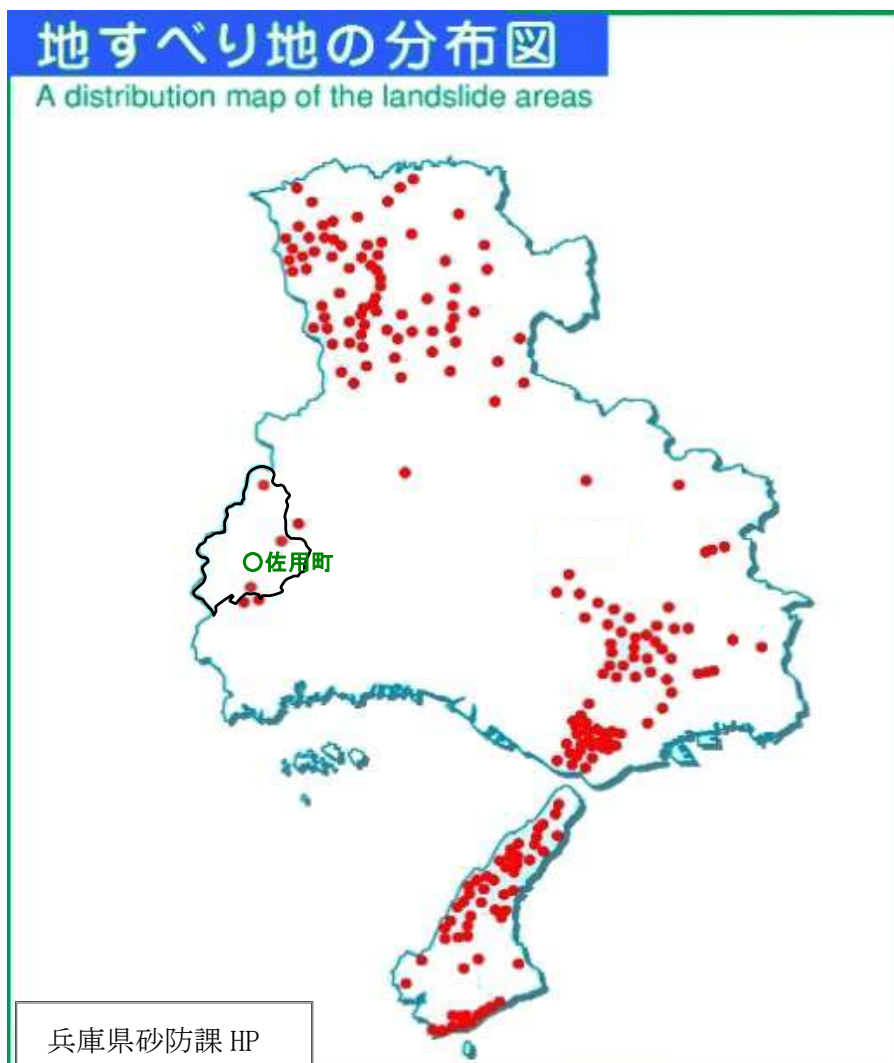 地すべり地の分布図
A distribution map of the landslide areas
佐用町
兵庫県砂防課 HP